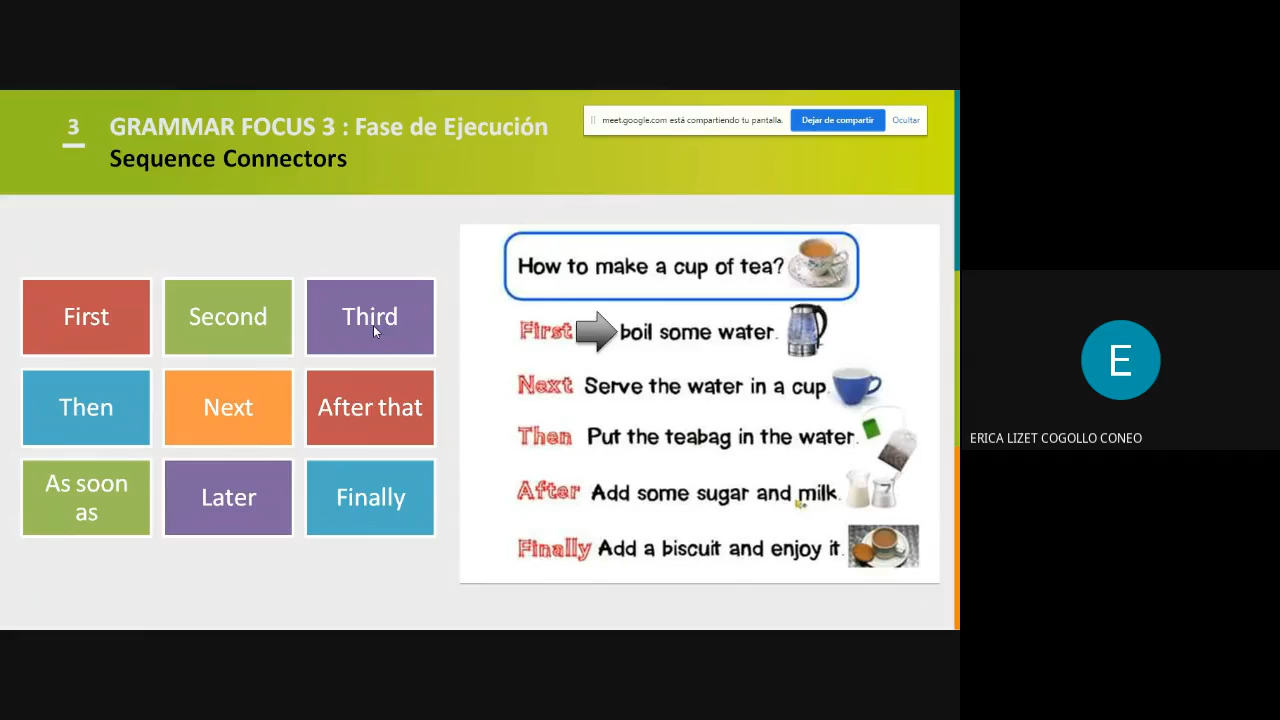 3
GRAMMAR FOCUS 3 : Fase de Ejecución
Sequence Connectors
meet.google.com está compartiendo tu pantalla.
Dejar de compartir
Ocultar
First
Second
Third
Then
Next
After that
As soon
as
Later
Finally
How to make a cup of tea?
First boil some water.
Next Serve the water in a cup.
Then Put the teabag in the water.
After Add some sugar and milk.
Finally Add a biscuit and enjoy it.
E
ERICA LIZET COGOLLO CONEO